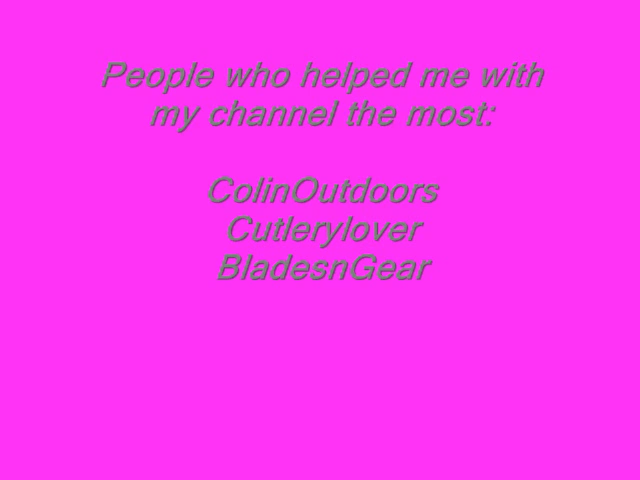 People who helped me with
my channel the most:
ColinOutdoors
Cutlerylover
BladesnGear